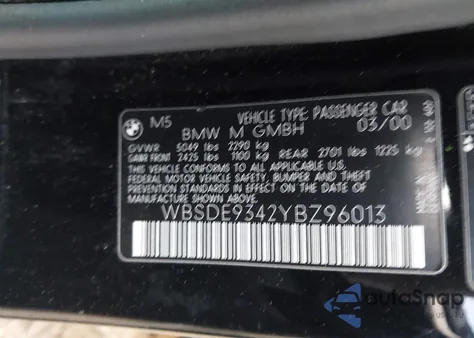 M5
VEHICLE TYPE: PASSENGER CAR
BMW M GMBH
03/00
GVWR 5049 lbs 2290 kg
GAWR FRONT 2425 lbs 1100 kg REAR 2701 lbs 1225 kg
THIS VEHICLE CONFORMS TO ALL APPLICABLE
FEDERAL MOTOR VEHICLE SAFETY, BUMPER, AND
THEFT PREVENTION STANDARDS IN EFFECT ON THE
DATE OF MANUFACTURE SHOWN ABOVE.
WBSDE9342YBZ96013
MADE IN
autoSnap